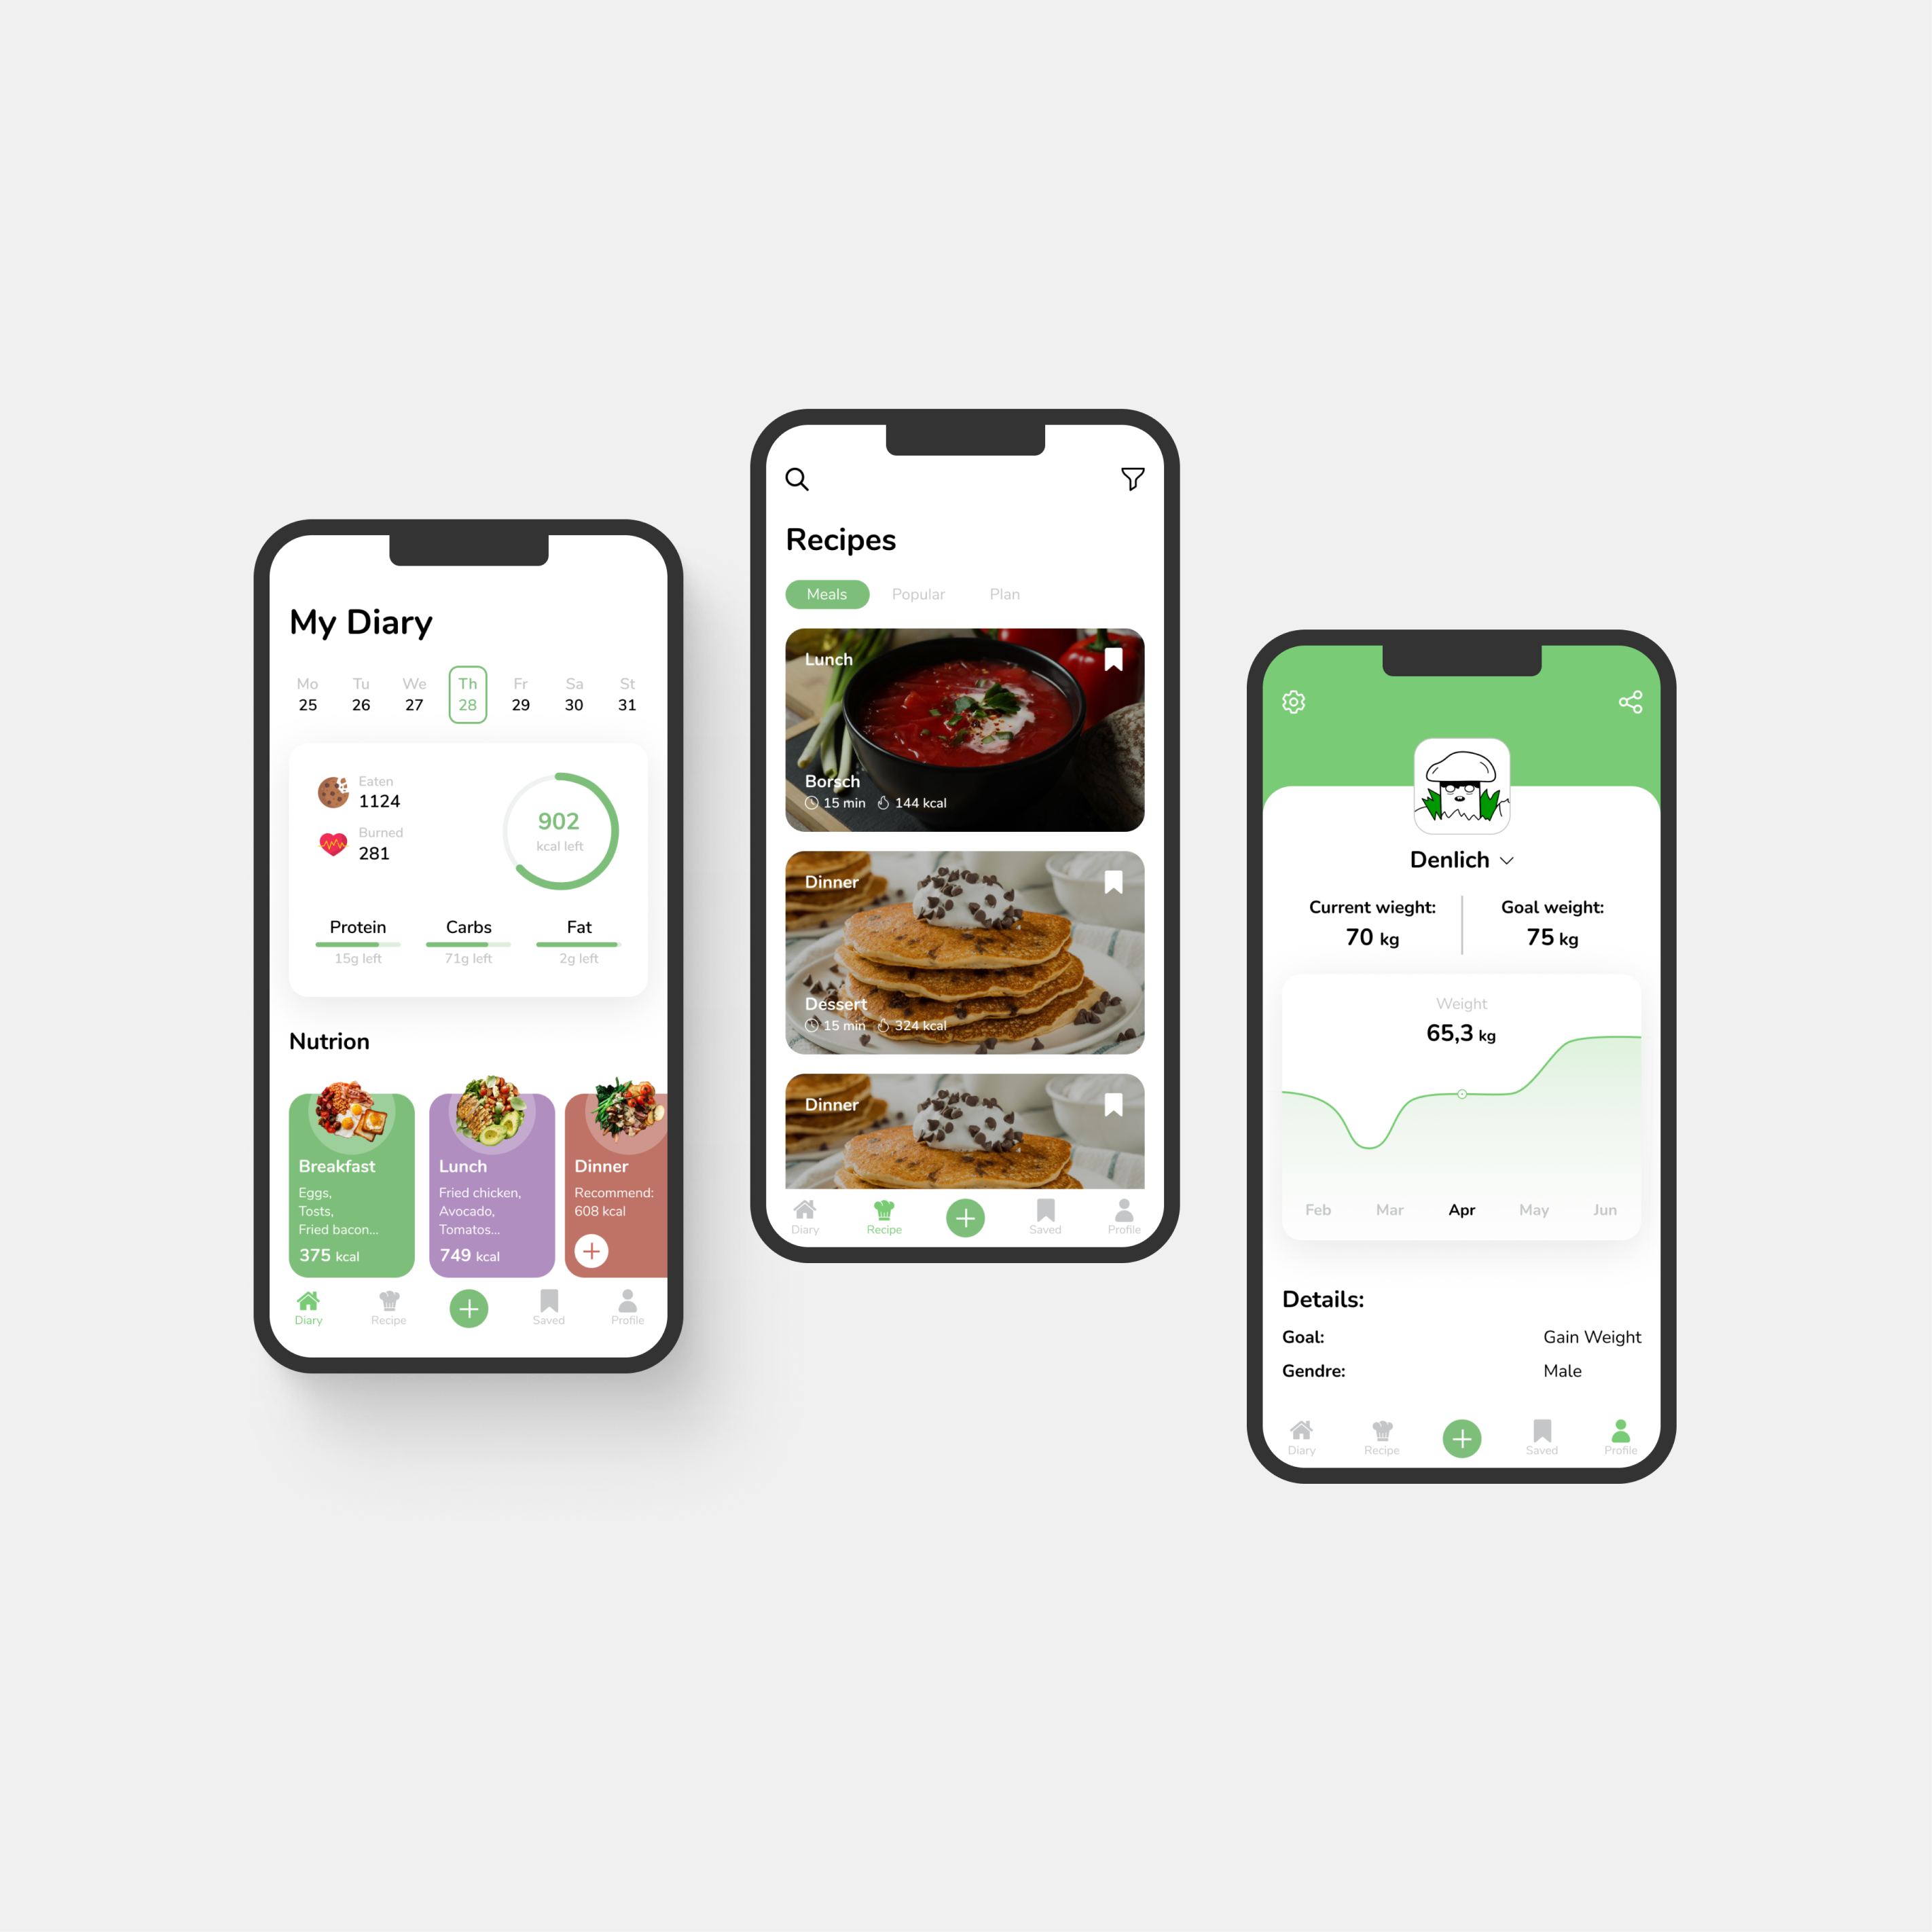 My Diary
Mo Tu We Th Fr Sa St
25 26 27 28 29 30 31
Eaten
1124
Burned
281
902
kcal left
Protein Carbs Fat
15g left 71g left 2g left
Nutrion
Breakfast
Eggs,
Tosts,
Fried bacon...
375 kcal
Lunch
Fried chicken,
Avocado,
Tomatos...
749 kcal
Dinner
Recommend:
608 kcal
Diary Recipe Saved Profile
Recipes
Meals Popular Plan
Lunch
Borsch
15 min 144 kcal
Dinner
Dessert
15 min 324 kcal
Dinner
Diary Recipe Saved Profile
Denlich
Current wieght:
70 kg
Goal weight:
75 kg
Weight
65,3 kg
Feb Mar Apr May Jun
Details:
Goal: Gain Weight
Gendre: Male
Diary Recipe Saved Profile